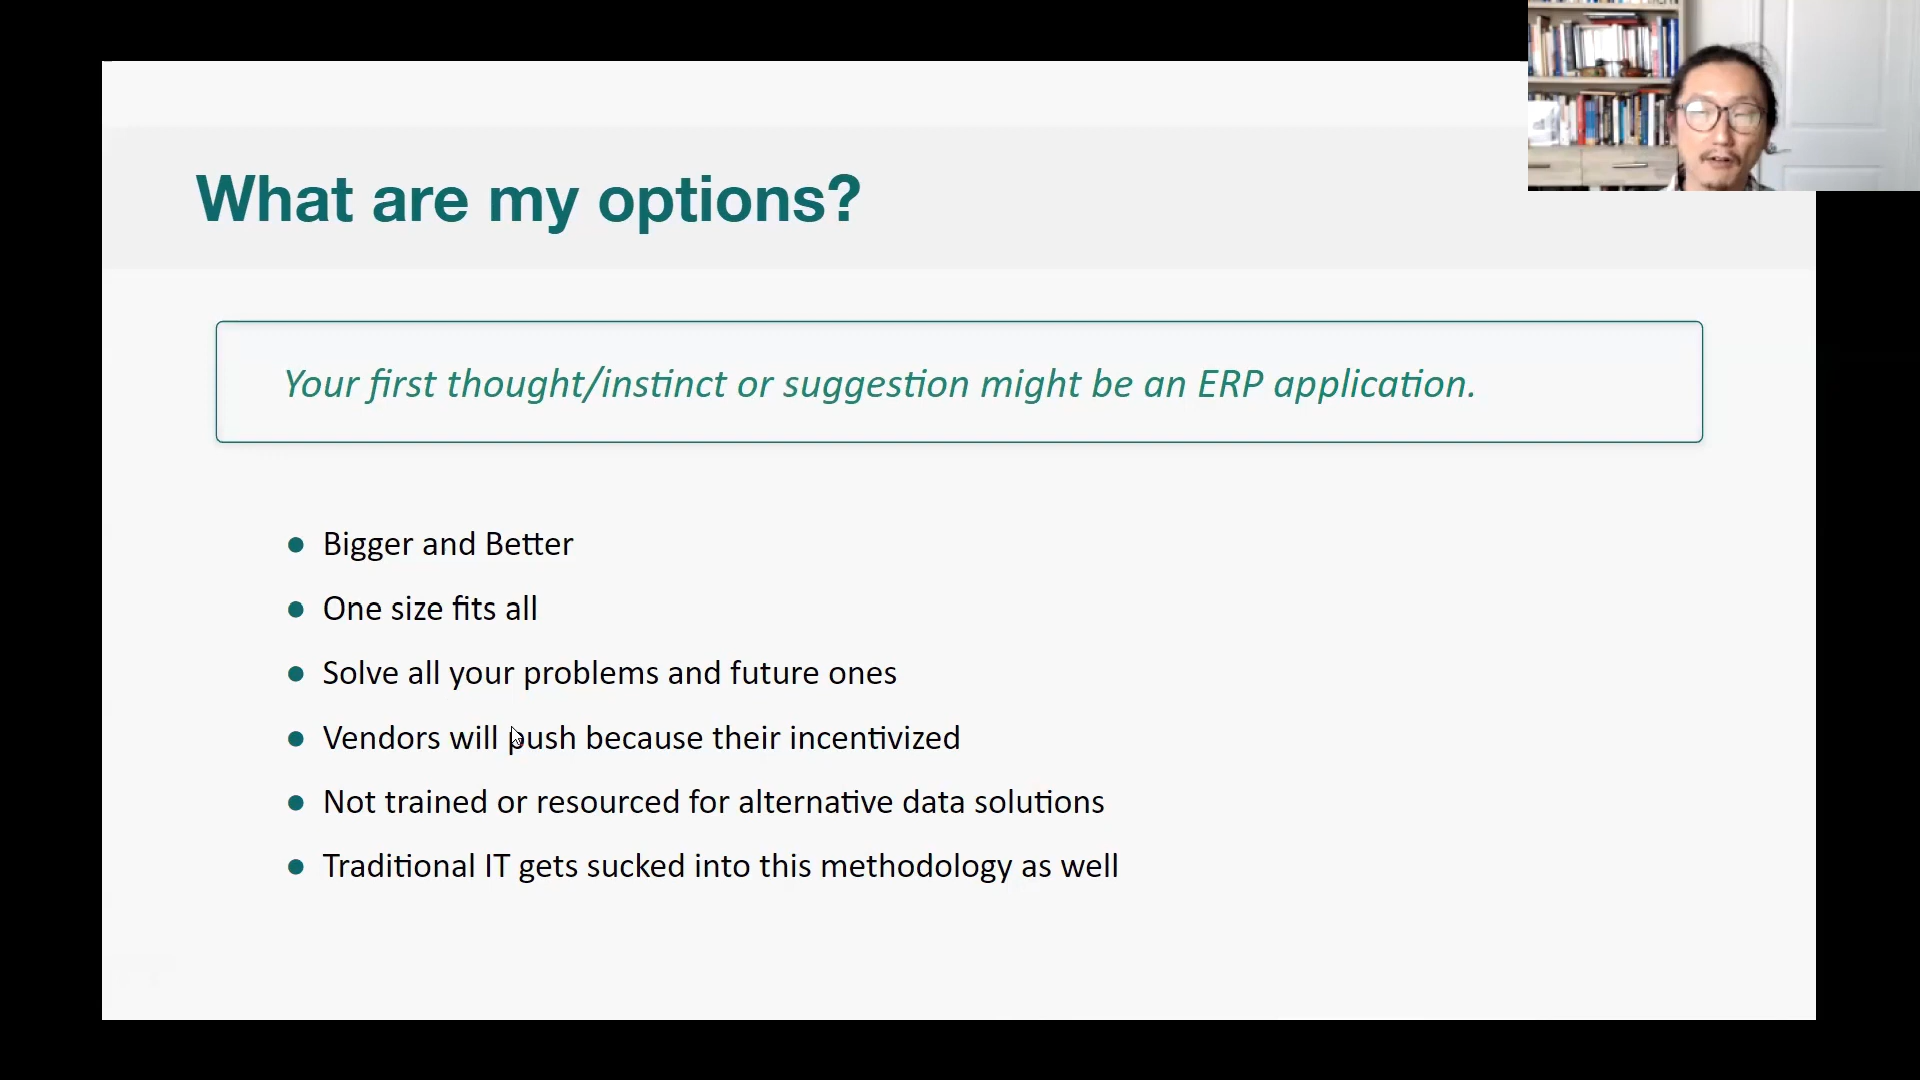 What are my options?
Your first thought/instinct or suggestion might be an ERP application.
Bigger and Better
One size fits all
Solve all your problems and future ones
Vendors will push because their incentivized
Not trained or resourced for alternative data solutions
Traditional IT gets sucked into this methodology as well